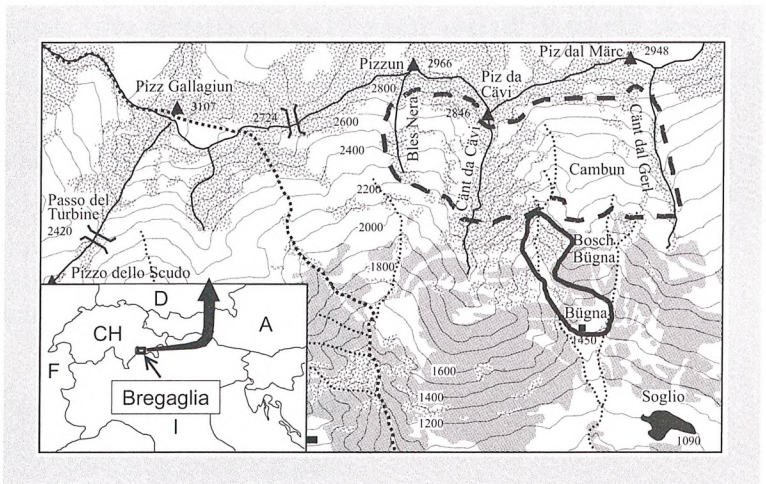 Piz dal Märc
2948
Pizzun
2966
Piz da
Cävi
2846
Pizz Gallagiun
3107
2724
2800
2600
2400
2200
2000
1800
Bles Nera
Cänt da Cävi
Cänt dal Gerl
Cambun
Passo del
Turbine
2420
Pizzo dello Scudo
Bosch
Bügna
Bügna
1450
1600
1400
1200
Soglio
1090
D
CH
A
F
Bregaglia
I